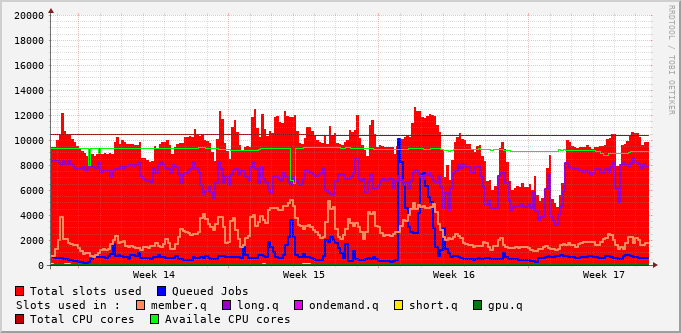 20000
18000
16000
14000
12000
10000
8000
6000
4000
2000
0
Week 14 Week 15 Week 16 Week 17
Total slots used Queued Jobs
Slots used in : member.q long.q ondemand.q short.q gpu.q
Total CPU cores Availale CPU cores
RRDTOOL / TOBI OETIKER